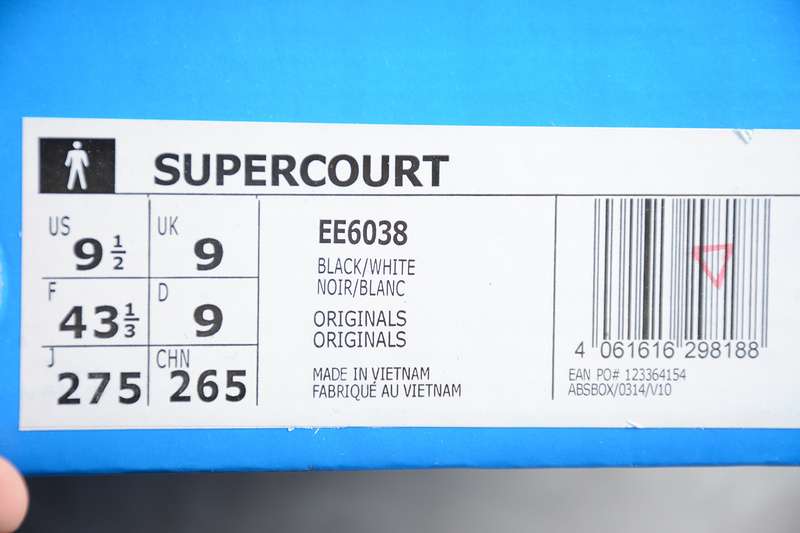 SUPERCOURT
US 9 1/2 UK 9
F 43 1/3 D 9
J 275 CHN 265
EE6038
BLACK/WHITE
NOIR/BLANC
ORIGINALS
ORIGINALS
MADE IN VIETNAM
FABRIQUÉ AU VIETNAM
4 061616 298188
EAN PO# 123364154
ABSBOX/0314/V10